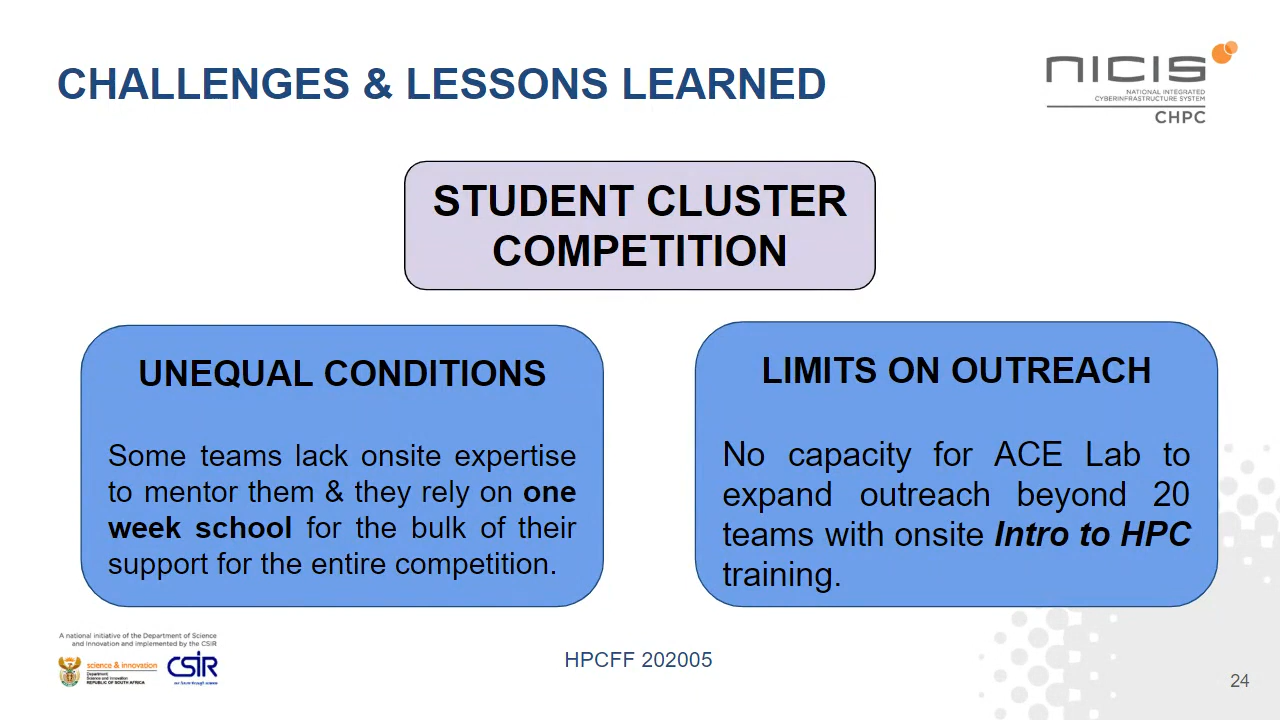 CHALLENGES & LESSONS LEARNED
NICIS
NATIONAL INTEGRATED
CYBERINFRASTRUCTURE SYSTEM
CHPC
STUDENT CLUSTER
COMPETITION
UNEQUAL CONDITIONS
Some teams lack onsite expertise
to mentor them & they rely on one
week school for the bulk of their
support for the entire competition.
LIMITS ON OUTREACH
No capacity for ACE Lab to
expand outreach beyond 20
teams with onsite Intro to HPC
training.
A national initiative of the Department of Science
and Innovation and implemented by the CSIR
science & innovation
Department:
Science and Innovation
REPUBLIC OF SOUTH AFRICA
CSIR
our future through science
HPCFF 202005
24